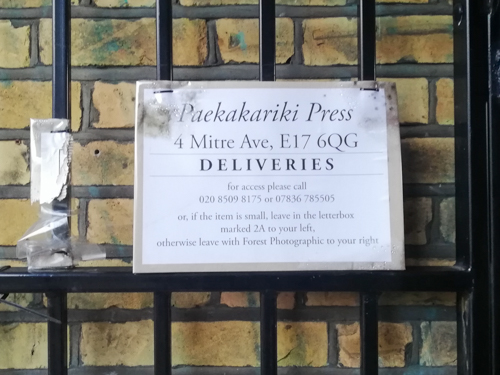 Paekakariki Press
4 Mitre Ave, E17 6QG
DELIVERIES
for access please call
020 8509 8175 or 07836 785505
or, if the item is small, leave in the letterbox
marked 2A to your left,
otherwise leave with Forest Photographic to your right